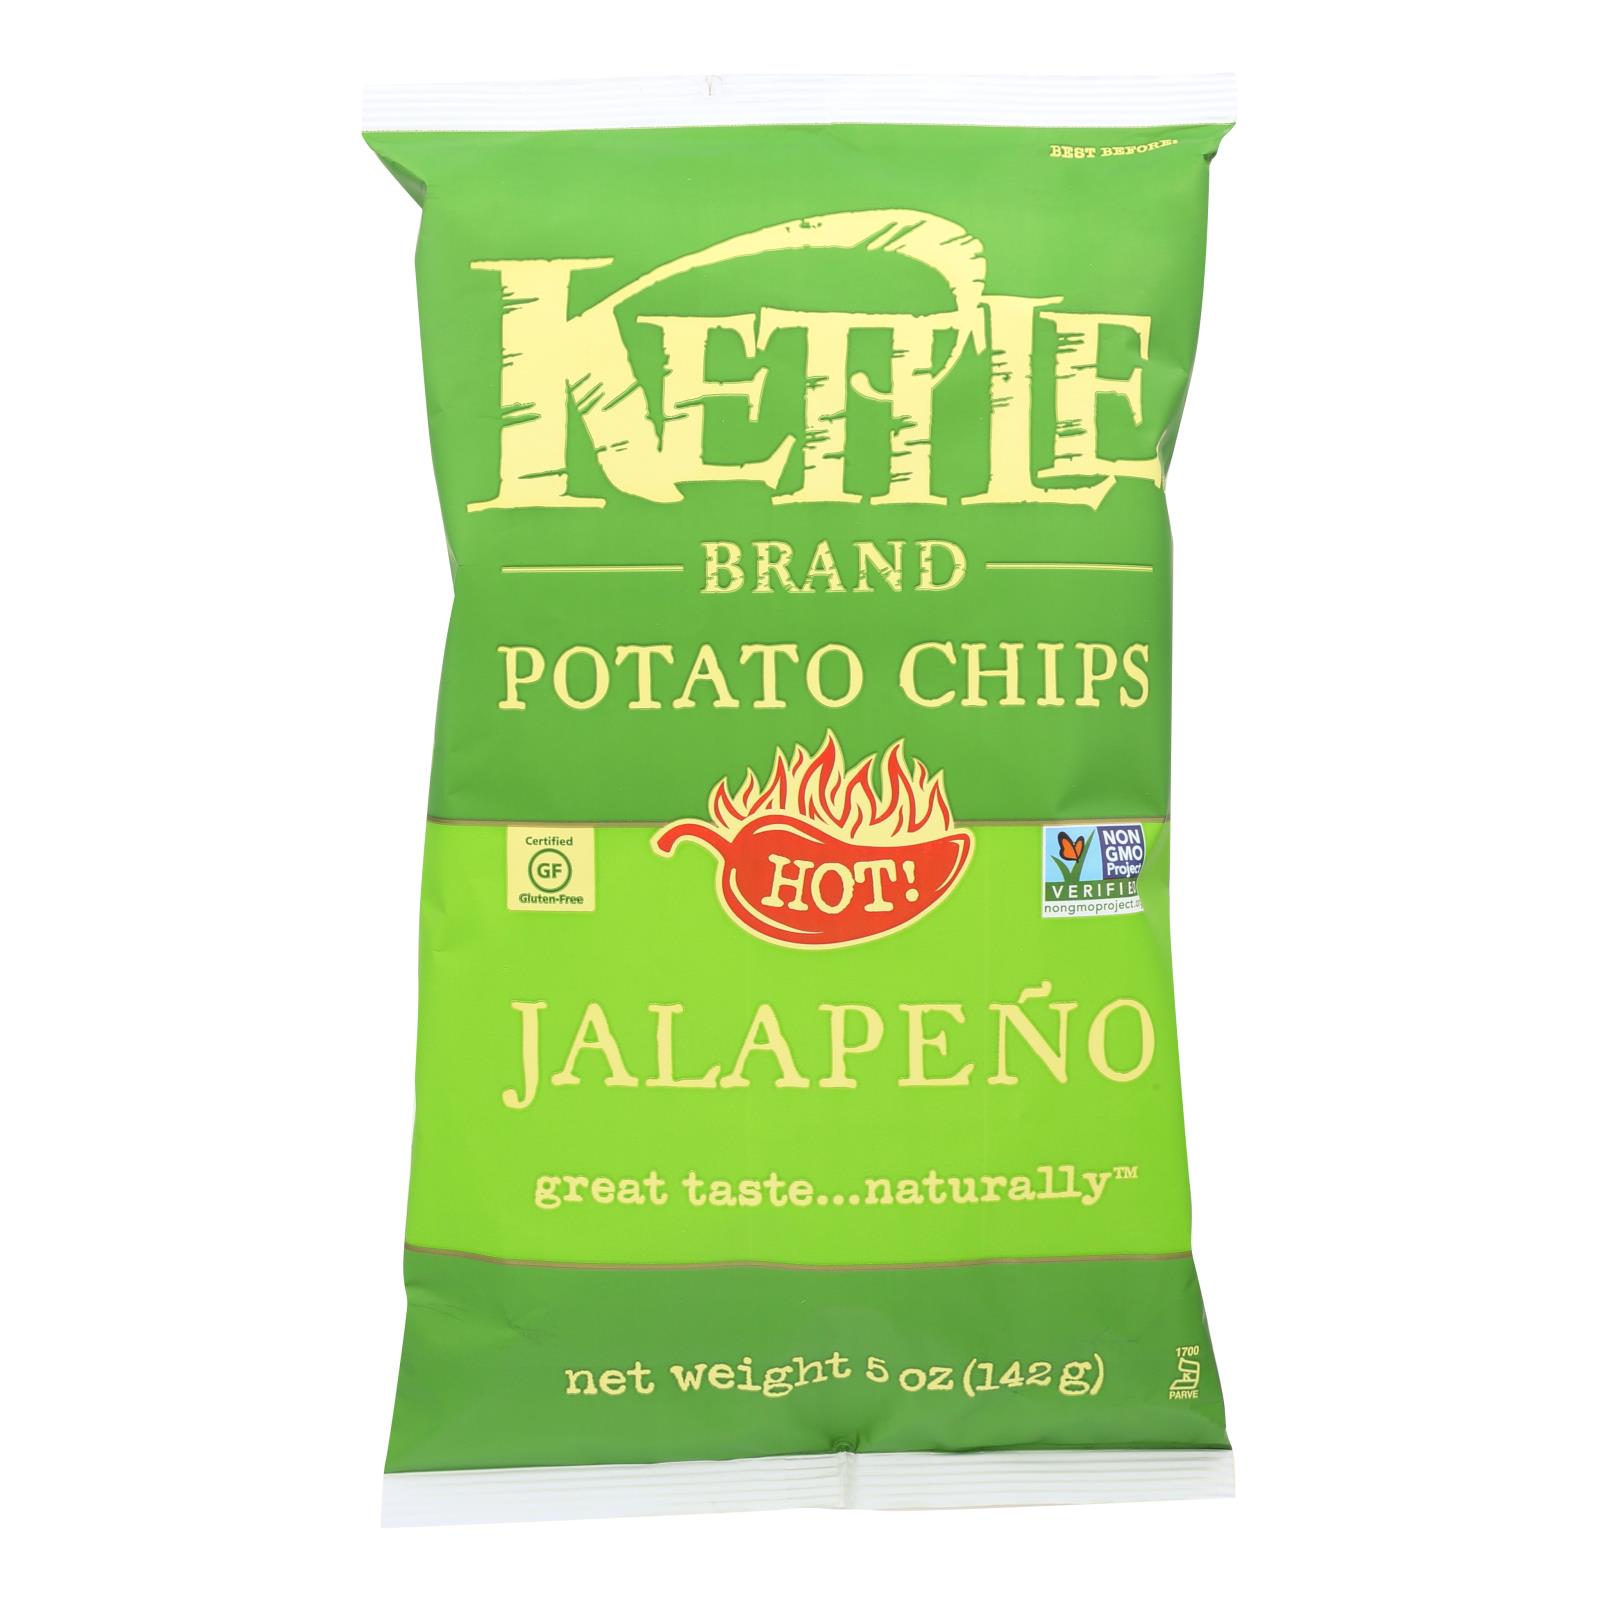 BEST BEFORE:
KETTLE
BRAND
POTATO CHIPS
HOT!
Certified
GF
Gluten-Free
NON
GMO
Project
VERIFIED
nongmoproject.org
JALAPEÑO
great taste...naturally™
net weight 5 oz (142 g)
1700
K
PARVE